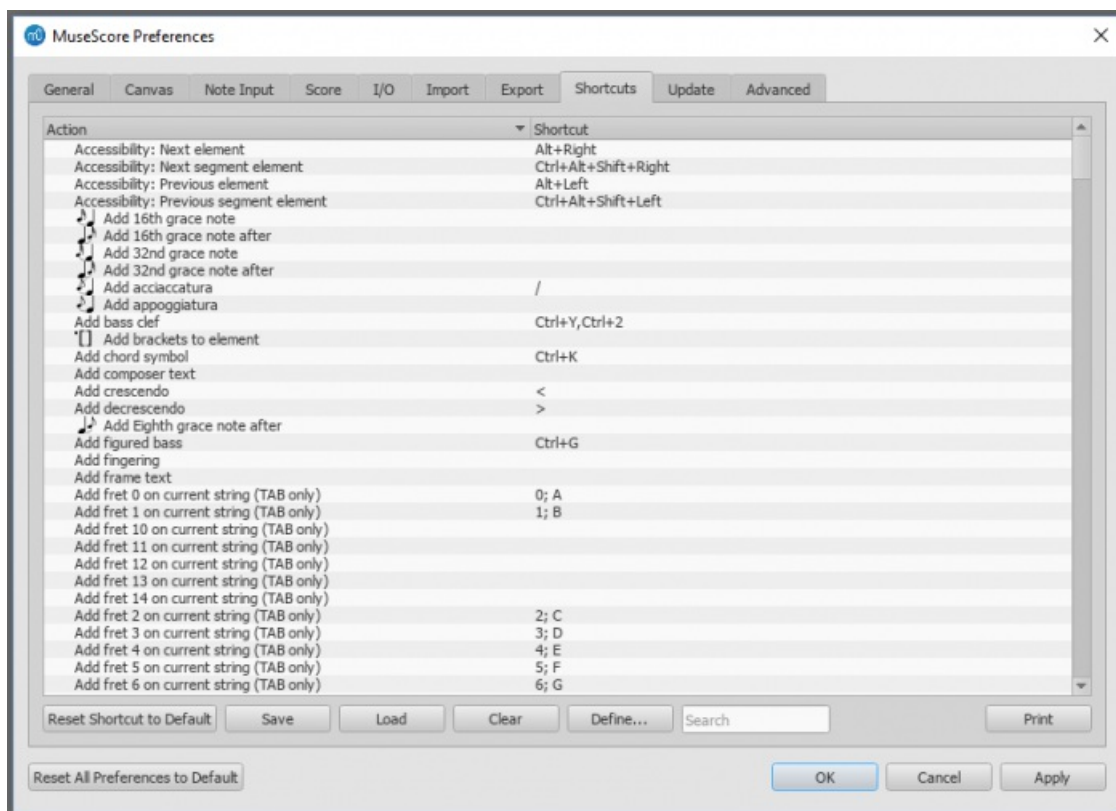 MuseScore Preferences
General Canvas Note Input Score I/O Import Export Shortcuts Update Advanced
Action Shortcut
Accessibility: Next element Alt+Right
Accessibility: Next segment element Ctrl+Alt+Shift+Right
Accessibility: Previous element Alt+Left
Accessibility: Previous segment element Ctrl+Alt+Shift+Left
Add 16th grace note
Add 16th grace note after
Add 32nd grace note
Add 32nd grace note after
Add acciaccatura /
Add appoggiatura
Add bass clef Ctrl+Y,Ctrl+2
Add brackets to element
Add chord symbol Ctrl+K
Add composer text
Add crescendo <
Add decrescendo >
Add Eighth grace note after
Add figured bass Ctrl+G
Add fingering
Add frame text
Add fret 0 on current string (TAB only) 0; A
Add fret 1 on current string (TAB only) 1; B
Add fret 10 on current string (TAB only)
Add fret 11 on current string (TAB only)
Add fret 12 on current string (TAB only)
Add fret 13 on current string (TAB only)
Add fret 14 on current string (TAB only)
Add fret 2 on current string (TAB only) 2; C
Add fret 3 on current string (TAB only) 3; D
Add fret 4 on current string (TAB only) 4; E
Add fret 5 on current string (TAB only) 5; F
Add fret 6 on current string (TAB only) 6; G
Reset Shortcut to Default Save Load Clear Define... Search Print
Reset All Preferences to Default OK Cancel Apply